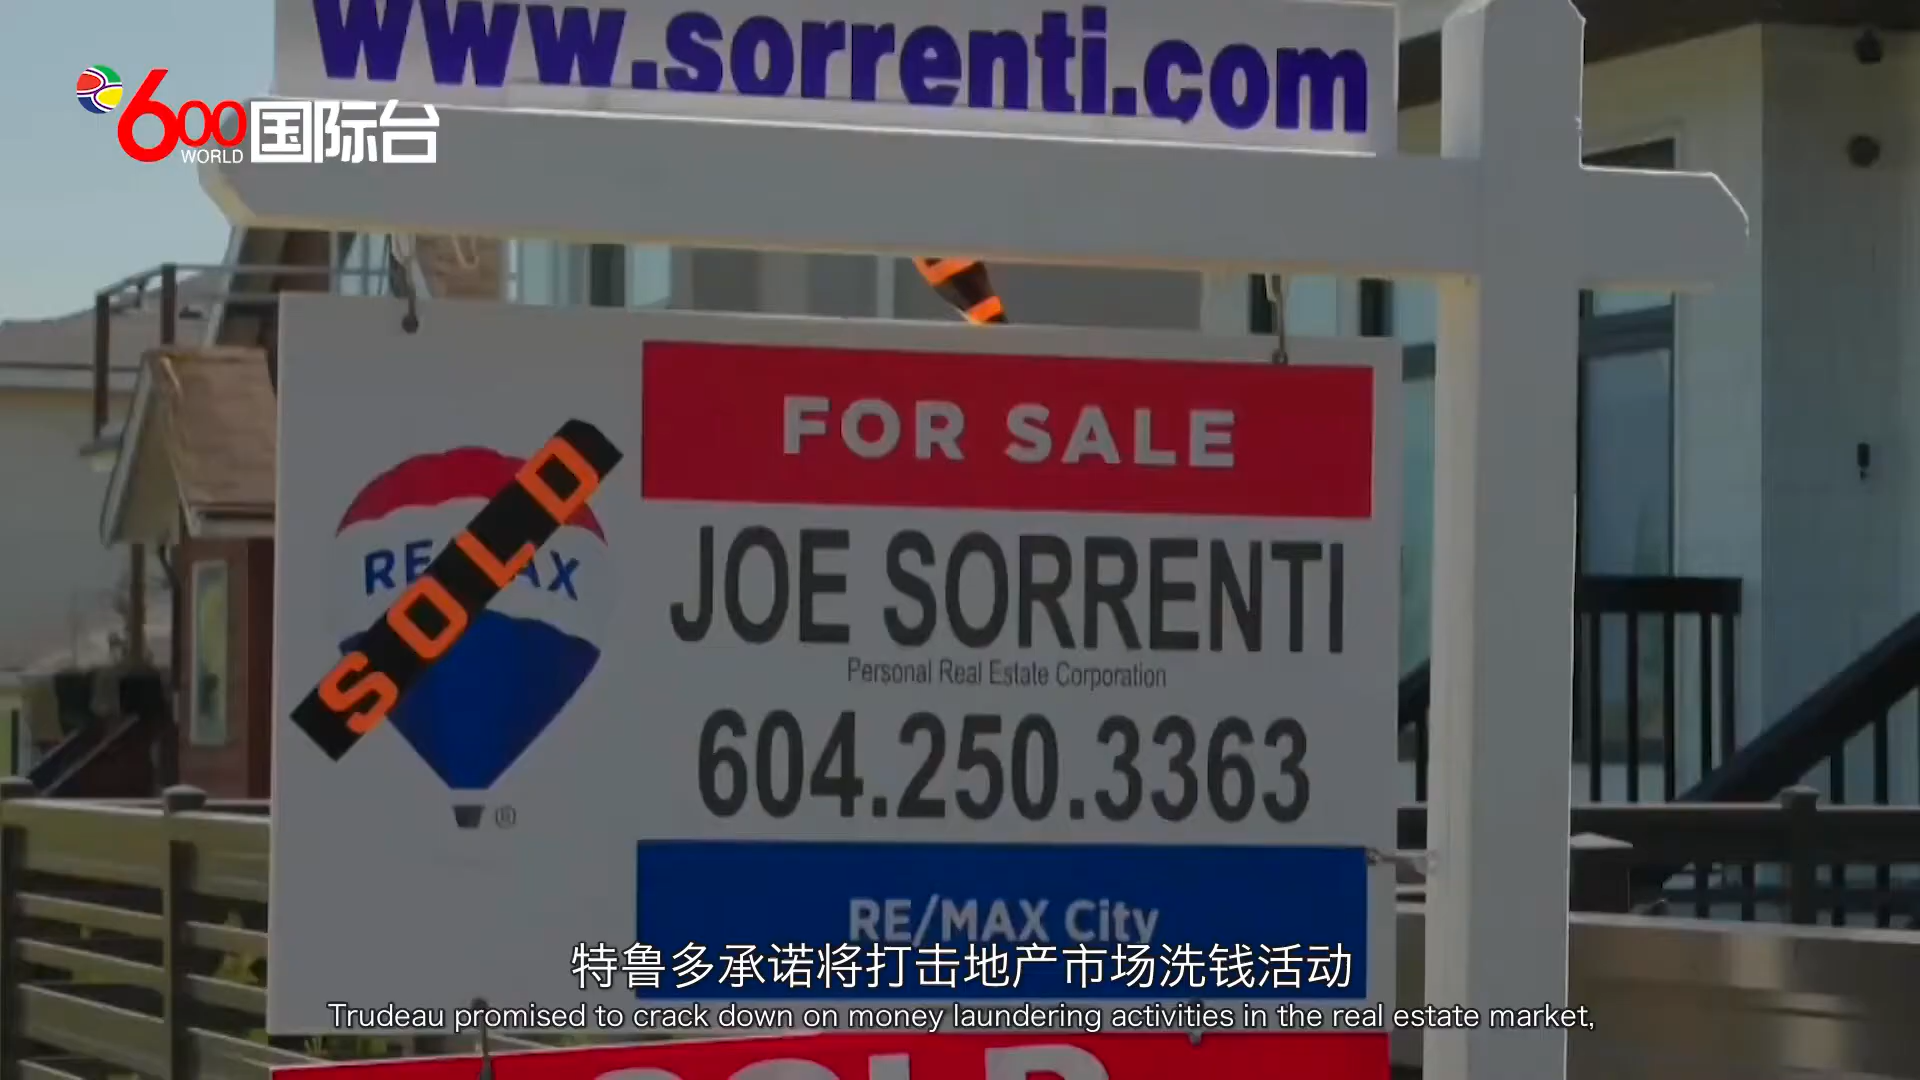 www.sorrenti.com
600
WORLD
国际台
FOR SALE
RE/MAX
SOLD
®
JOE SORRENTI
Personal Real Estate Corporation
604.250.3363
RE/MAX City
特鲁多承诺将打击地产市场洗钱活动
Trudeau promised to crack down on money laundering activities in the real estate market,
SOLD